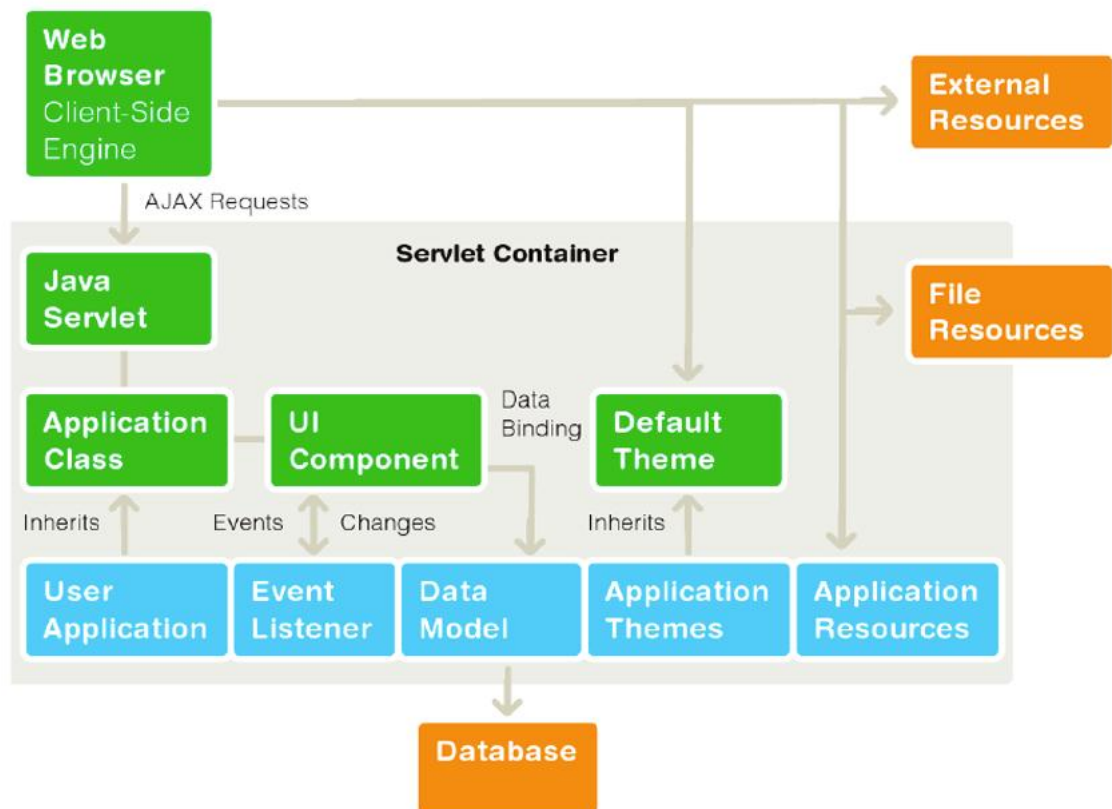 Web
Browser
Client-Side
Engine
External
Resources
AJAX Requests
Servlet Container
Java
Servlet
File
Resources
Application
Class
UI
Component
Data
Binding
Default
Theme
Inherits
Events
Changes
Inherits
User
Application
Event
Listener
Data
Model
Application
Themes
Application
Resources
Database